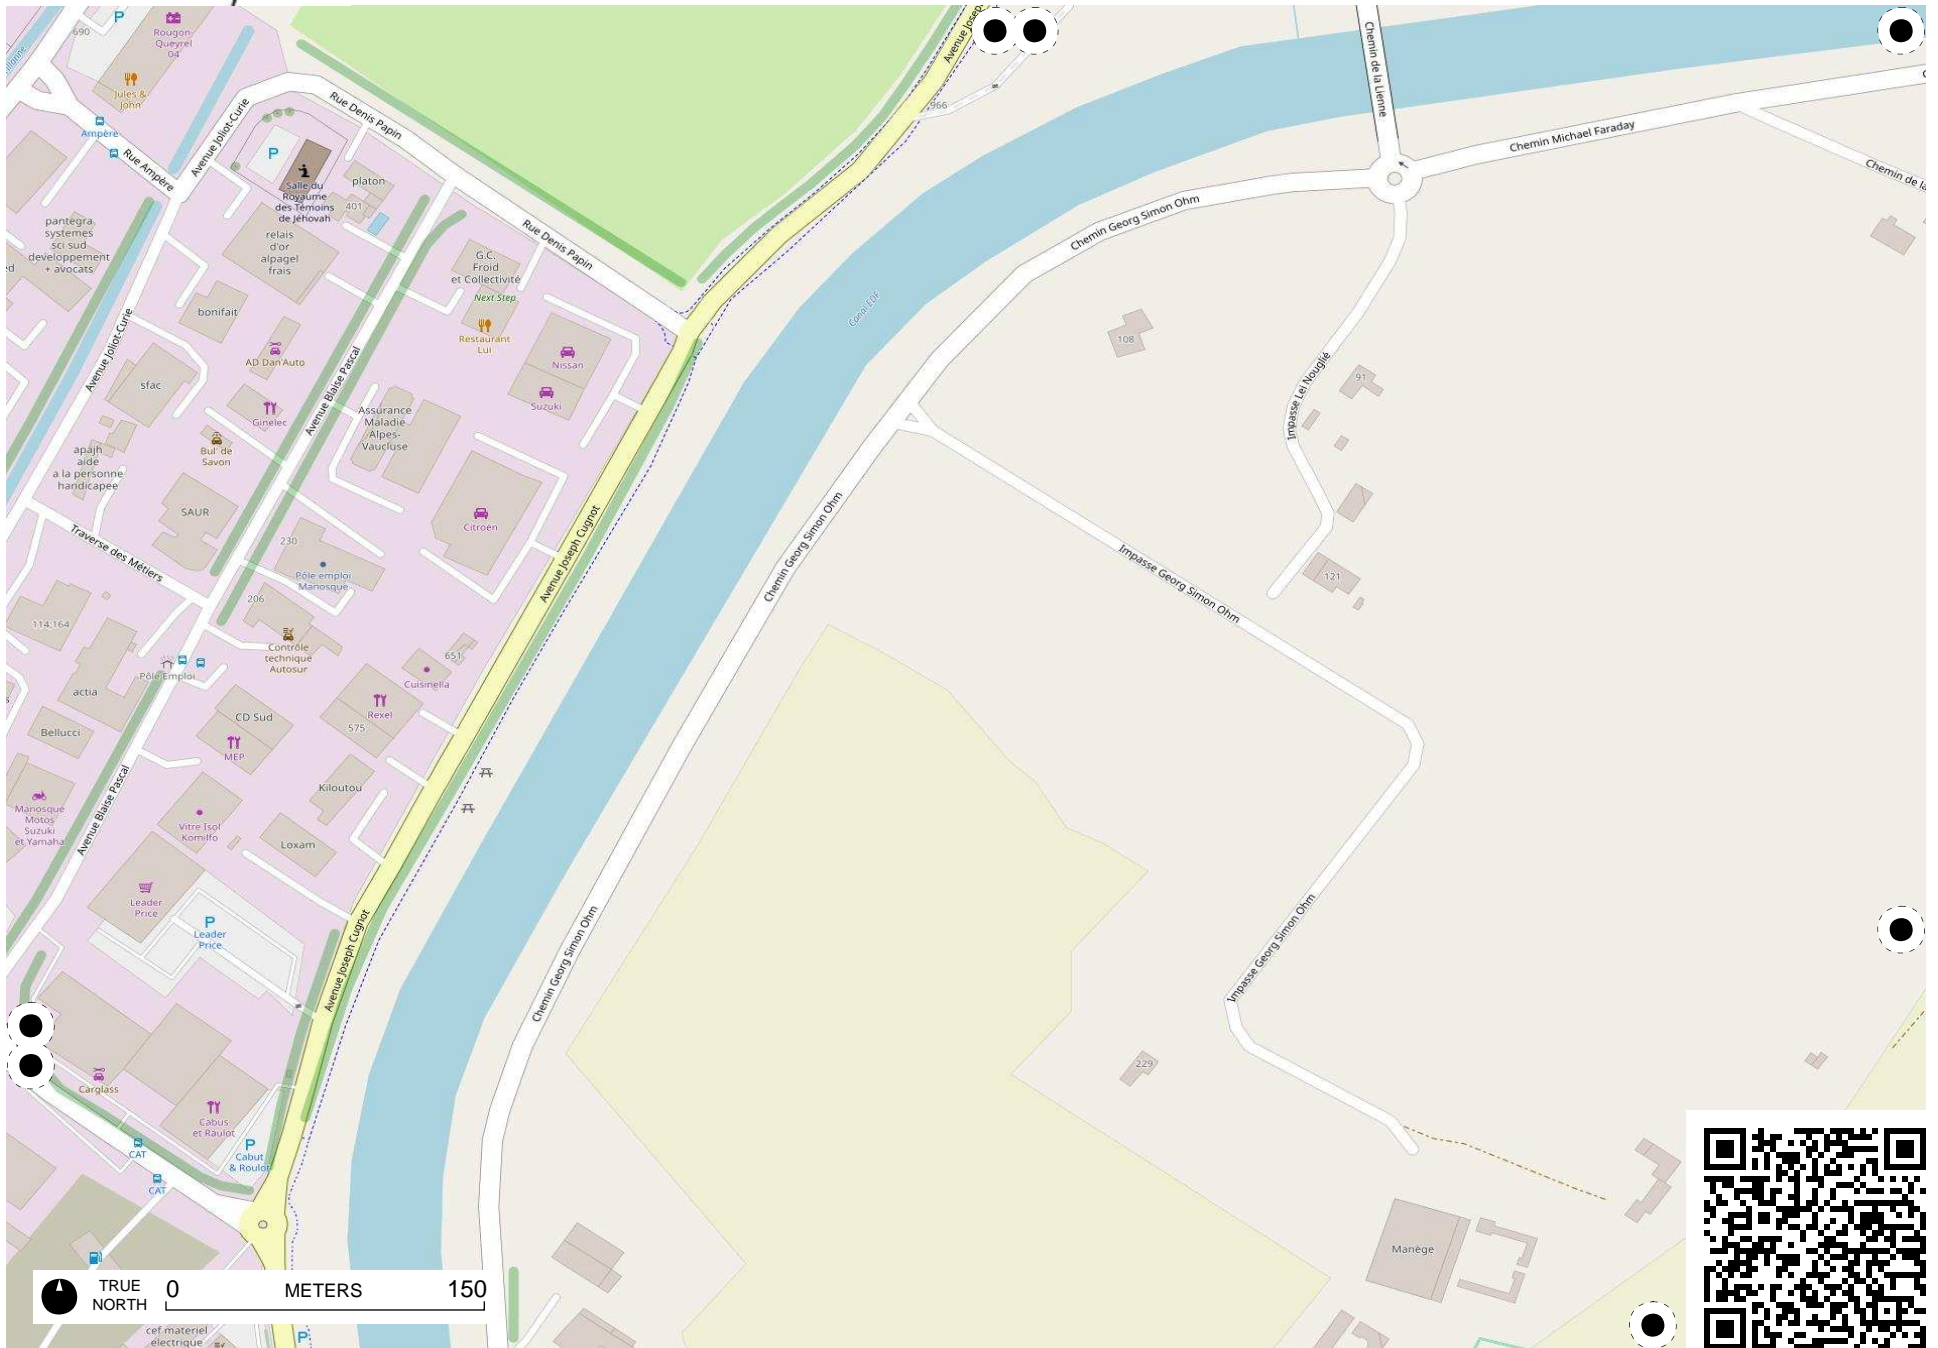 690
Rougon
Queyrel
04
Jules &
John
Ampère
Rue Ampère
Avenue Joliot-Curie
Rue Denis Papin
Salle du
Royaume
des Témoins
de Jéhovah
platon
401
pantegra
systemes
sci sud
developpement
+ avocats
relais
d'or
alpagel
frais
G.C.
Froid
et Collectivité
Next Step
Restaurant
Lui
Rue Denis Papin
bonifait
Avenue Joliot-Curie
AD Dan'Auto
sfac
Ginelec
Avenue Blaise Pascal
Nissan
Suzuki
Assurance
Maladie
Alpes-
Vaucluse
Bul' de
Savon
apajh
aide
a la personne
handicapee
SAUR
Citroën
Traverse des Métiers
230
Pôle emploi
Manosque
206
Contrôle
technique
Autosur
Avenue Joseph Cugnot
114;164
Pôle Emploi
actia
Bellucci
CD Sud
MEP
651
Cuisinella
Rexel
575
Kiloutou
Manosque
Motos
Suzuki
et Yamaha
Avenue Blaise Pascal
Vitre Isol
Komilfo
Loxam
Leader
Price
P
Leader
Price
Avenue Joseph Cugnot
Carglass
Cabus
et Raulot
P
Cabut
& Roulot
CAT
CAT
cef materiel
electrique
P
966
Canal EDF
Chemin de la Lienne
Chemin Michael Faraday
Chemin de la
Chemin Georg Simon Ohm
108
91
Impasse Lei Nouglié
121
Chemin Georg Simon Ohm
Impasse Georg Simon Ohm
Chemin Georg Simon Ohm
Impasse Georg Simon Ohm
229
Manège
TRUE
NORTH
0 METERS 150